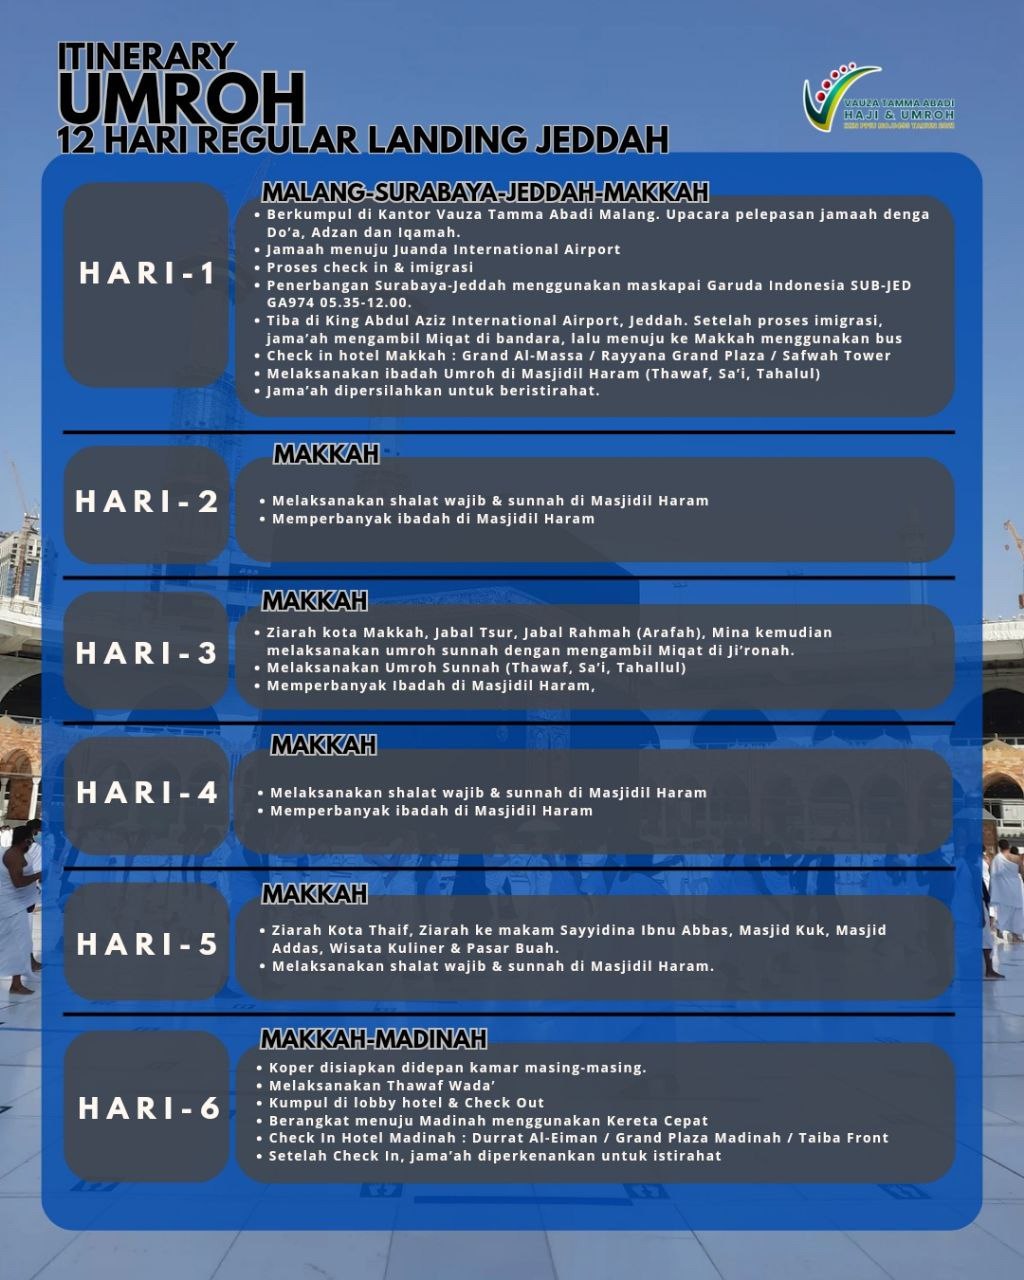 ITINERARY
UMROH
12 HARI REGULAR LANDING JEDDAH
VAUZA TAMMA ABADI
HAJI & UMROH
HARI-1
MALANG-SURABAYA-JEDDAH-MAKKAH
• Berkumpul di Kantor Vauza Tamma Abadi Malang. Upacara pelepasan jamaah denga
Do’a, Adzan dan Iqamah.
• Jamaah menuju Juanda International Airport
• Proses check in & imigrasi
• Penerbangan Surabaya-Jeddah menggunakan maskapai Garuda Indonesia SUB-JED
GA974 05.35-12.00.
• Tiba di King Abdul Aziz International Airport, Jeddah. Setelah proses imigrasi,
jama’ah mengambil Miqat di bandara, lalu menuju ke Makkah menggunakan bus
• Check in hotel Makkah : Grand Al-Massa / Rayyana Grand Plaza / Safwah Tower
• Melaksanakan ibadah Umroh di Masjidil Haram (Thawaf, Sa’i, Tahalul)
• Jama’ah dipersilahkan untuk beristirahat.
HARI-2
MAKKAH
• Melaksanakan shalat wajib & sunnah di Masjidil Haram
• Memperbanyak ibadah di Masjidil Haram
HARI-3
MAKKAH
• Ziarah kota Makkah, Jabal Tsur, Jabal Rahmah (Arafah), Mina kemudian
melaksanakan umroh sunnah dengan mengambil Miqat di Ji’ronah.
• Melaksanakan Umroh Sunnah (Thawaf, Sa’i, Tahallul)
• Memperbanyak Ibadah di Masjidil Haram,
HARI-4
MAKKAH
• Melaksanakan shalat wajib & sunnah di Masjidil Haram
• Memperbanyak ibadah di Masjidil Haram
HARI-5
MAKKAH
• Ziarah Kota Thaif, Ziarah ke makam Sayyidina Ibnu Abbas, Masjid Kuk, Masjid
Addas, Wisata Kuliner & Pasar Buah.
• Melaksanakan shalat wajib & sunnah di Masjidil Haram.
HARI-6
MAKKAH-MADINAH
• Koper disiapkan didepan kamar masing-masing.
• Melaksanakan Thawaf Wada’
• Kumpul di lobby hotel & Check Out
• Berangkat menuju Madinah menggunakan Kereta Cepat
• Check In Hotel Madinah : Durrat Al-Eiman / Grand Plaza Madinah / Taiba Front
• Setelah Check In, jama’ah diperkenankan untuk istirahat